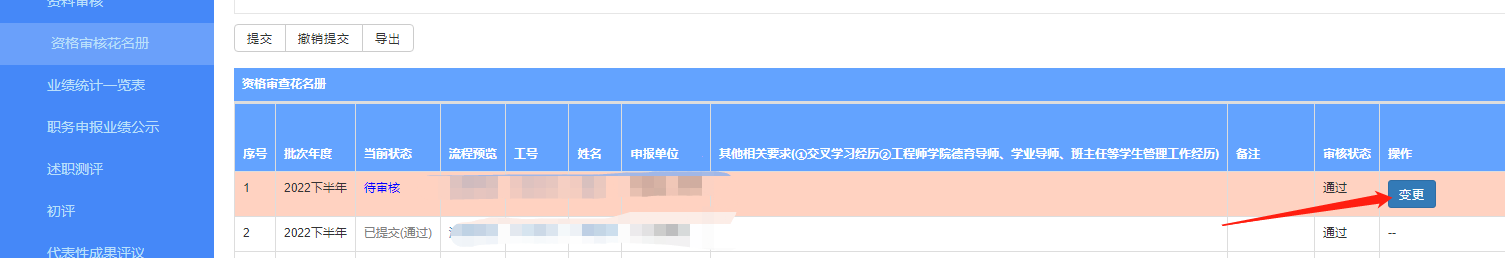 资料审核
资格审核花名册
业绩统计一览表
职务申报业绩公示
述职测评
初评
代表性成果评议
提交 撤销提交 导出
资格审查花名册
序号 批次年度 当前状态 流程预览 工号 姓名 申报单位 其他相关要求(①交叉学习经历②工程师学院德育导师、学业导师、班主任等学生管理工作经历) 备注 审核状态 操作
1 2022下半年 待审核 通过 变更
2 2022下半年 已提交(通过) 通过 --